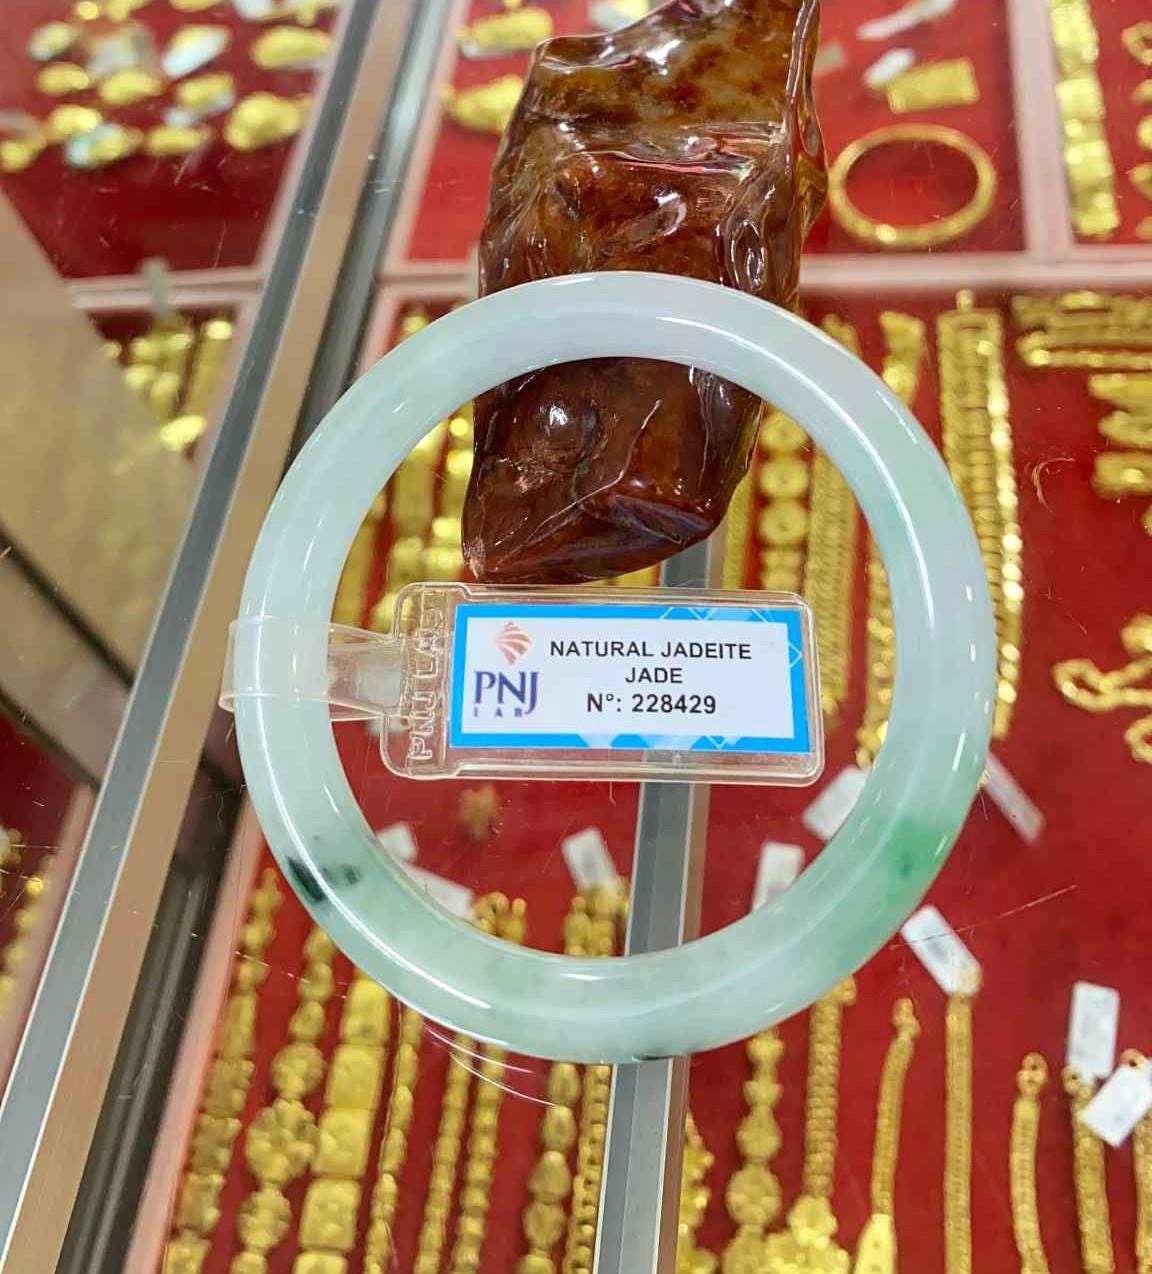 NATURAL JADEITE
JADE
N°: 228429
PNJ
LAB
PNJ LAB